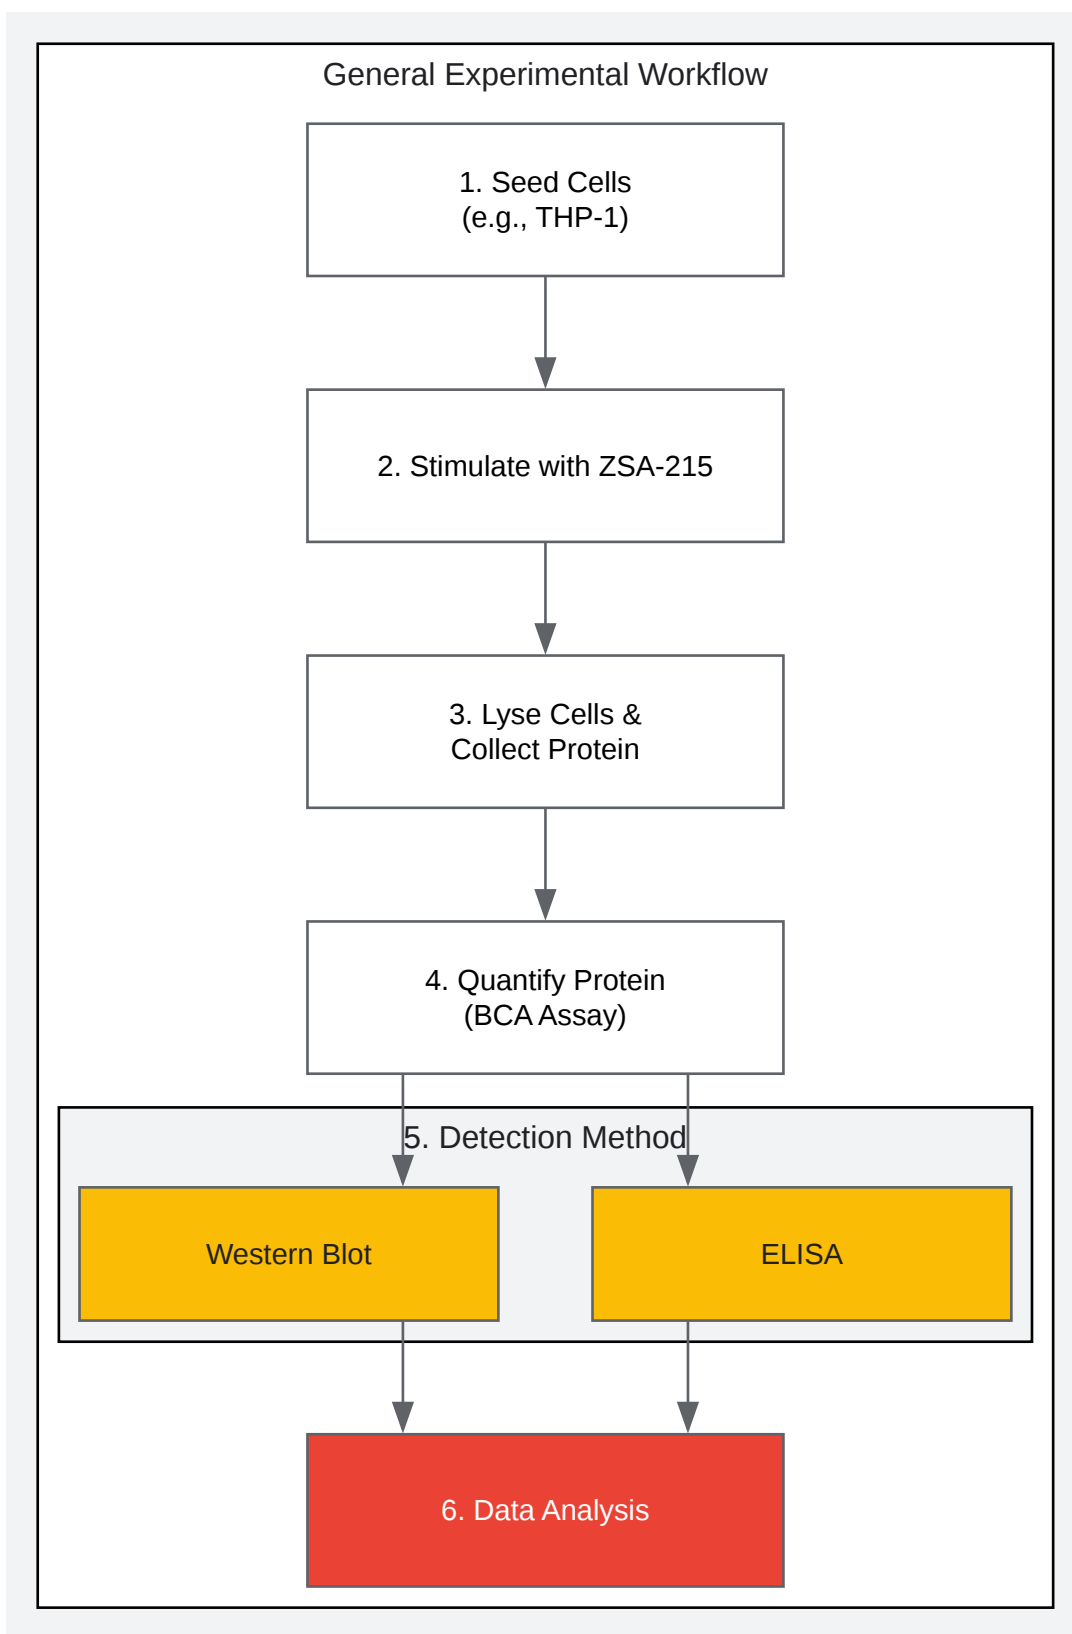 General Experimental Workflow
1. Seed Cells
(e.g., THP-1)
2. Stimulate with ZSA-215
3. Lyse Cells &
Collect Protein
4. Quantify Protein
(BCA Assay)
5. Detection Method
Western Blot
ELISA
6. Data Analysis